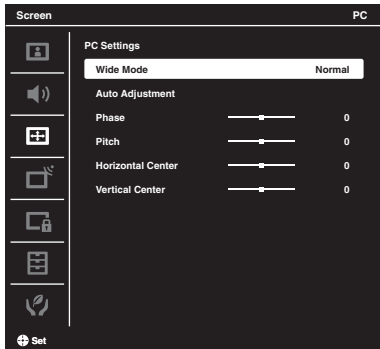 Screen PC
PC Settings
Wide Mode Normal
Auto Adjustment
Phase 0
Pitch 0
Horizontal Center 0
Vertical Center 0
Set